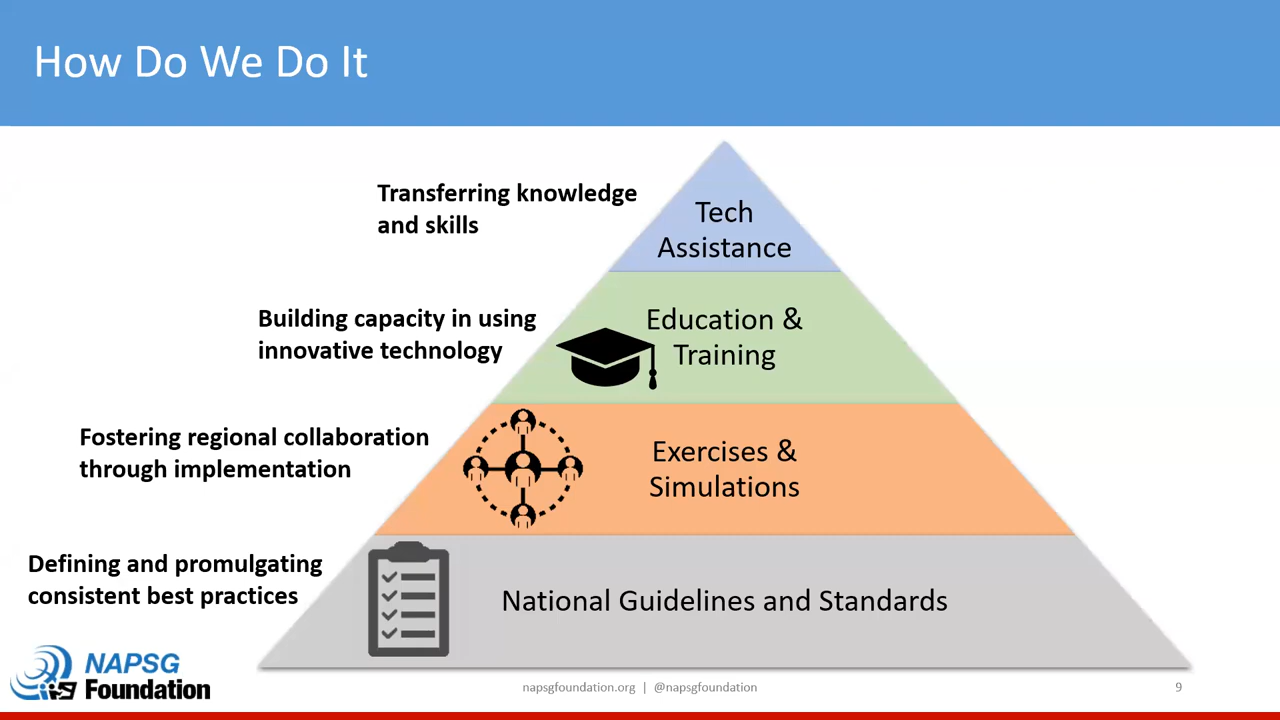 How Do We Do It
Transferring knowledge
and skills
Tech
Assistance
Building capacity in using
innovative technology
Education &
Training
Fostering regional collaboration
through implementation
Exercises &
Simulations
Defining and promulgating
consistent best practices
National Guidelines and Standards
NAPSG
Foundation
napsgfoundation.org | @napsgfoundation
9